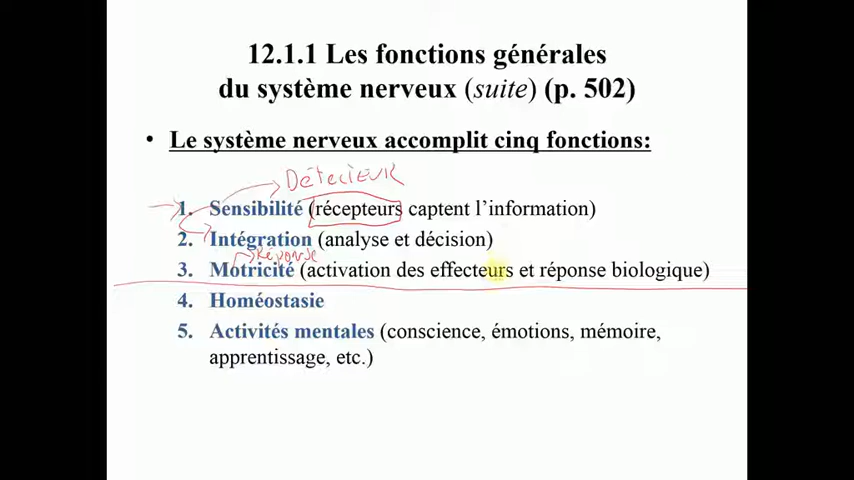 12.1.1 Les fonctions générales
du système nerveux (suite) (p. 502)
• Le système nerveux accomplit cinq fonctions:
DÉtECtEUR
1. Sensibilité (récepteurs captent l’information)
2. Intégration (analyse et décision)
Réponse
3. Motricité (activation des effecteurs et réponse biologique)
4. Homéostasie
5. Activités mentales (conscience, émotions, mémoire,
apprentissage, etc.)